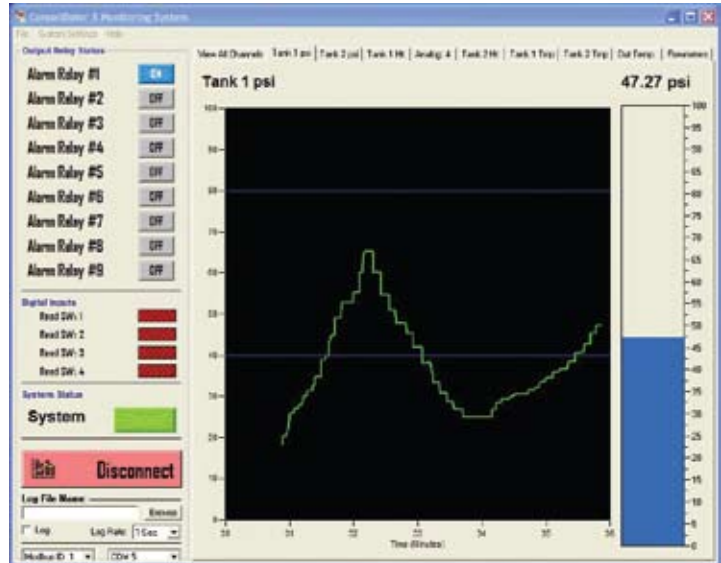 5 Monitoring System
File System Settings Help
Output Relay Status
Alarm Relay #1 ON
Alarm Relay #2 OFF
Alarm Relay #3 OFF
Alarm Relay #4 OFF
Alarm Relay #5 OFF
Alarm Relay #6 OFF
Alarm Relay #7 OFF
Alarm Relay #8 OFF
Alarm Relay #9 OFF
Digital Inputs
Reed SW: 1
Reed SW: 2
Reed SW: 3
Reed SW: 4
System Status
System
Disconnect
Log File Name:
Browse
Log Log Rate: 1 Sec
Modbus ID: 1 COM 5
View All Channels Tank 1 psi Tank 2 psi Tank 1 Ht Analog: 4 Tank 2 Ht Tank 1 Tmp Tank 2 Tmp Out Temp
Tank 1 psi 47.27 psi
100
90
80
70
60
50
40
30
20
10
0
30 31 32 33 34 35 36
Time (Minutes)
100
95
90
85
80
75
70
65
60
55
50
45
40
35
30
25
20
15
10
5
0